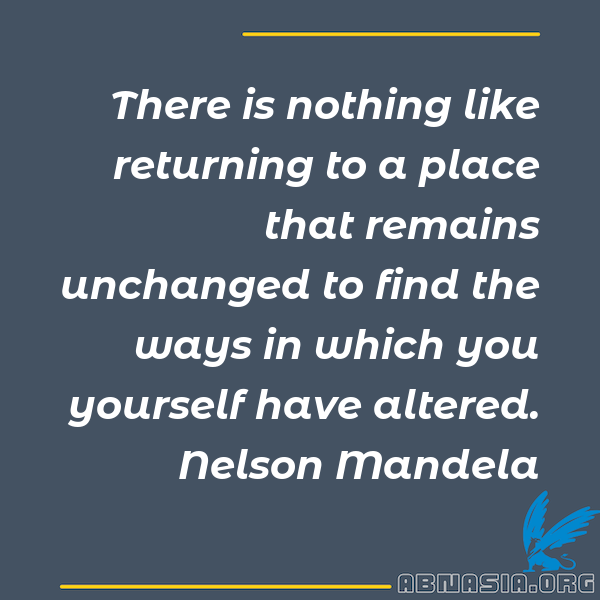 There is nothing like
returning to a place
that remains
unchanged to find the
ways in which you
yourself have altered.
Nelson Mandela
ABNASIA.ORG